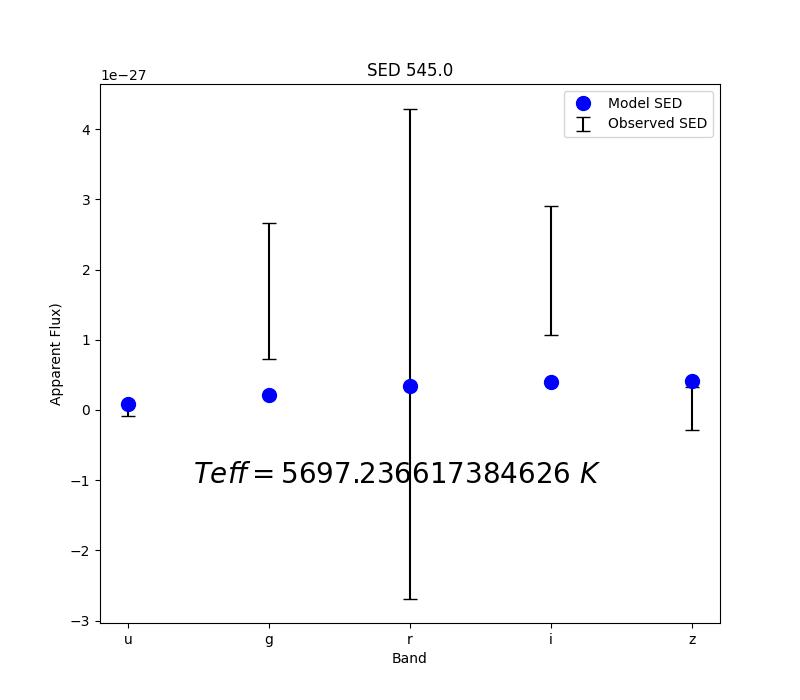 SED 545.0
1e−27
Model SED
Observed SED
4
3
2
1
0
−1
−2
−3
Apparent Flux)
Teff = 5697.236617384626 K
u g r i z
Band